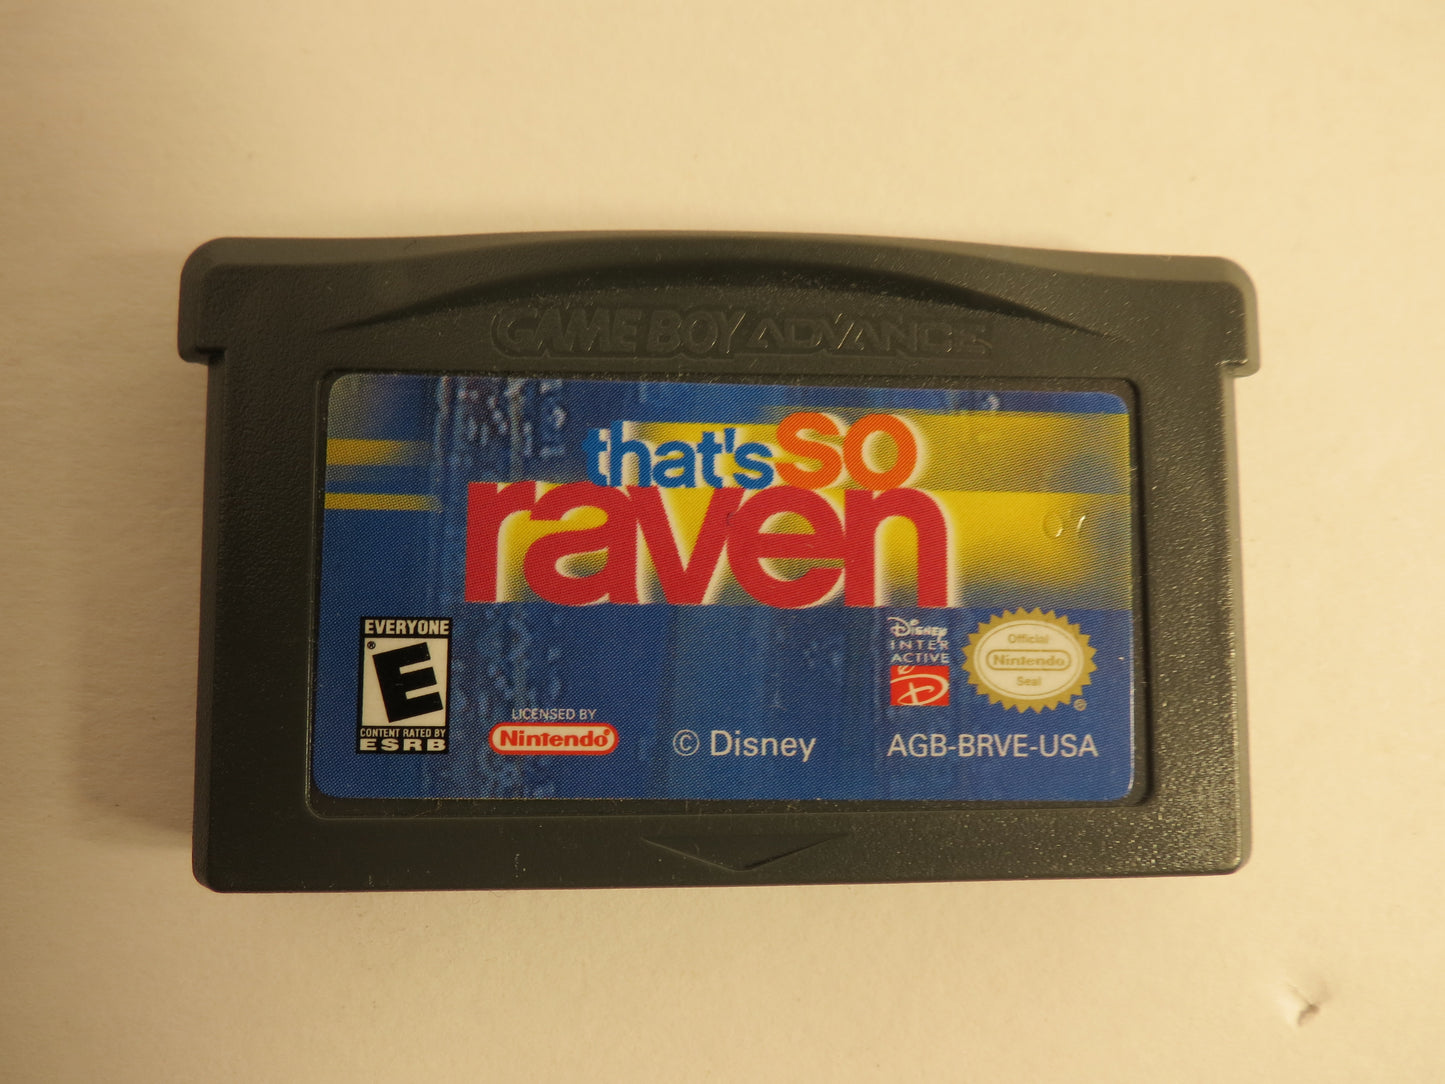 GAME BOY ADVANCE
that's so
raven
EVERYONE
E
®
CONTENT RATED BY
ESRB
LICENSED BY
Nintendo
© Disney
Disney
INTER
ACTIVE
D
Official
Nintendo
Seal
®
AGB-BRVE-USA
07